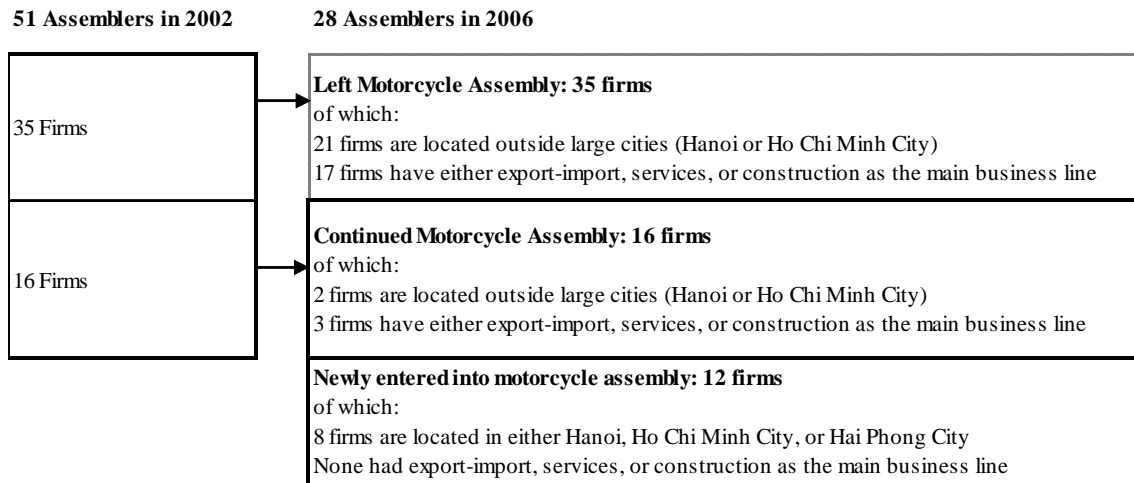 51 Assemblers in 2002
28 Assemblers in 2006
35 Firms
Left Motorcycle Assembly: 35 firms
of which:
21 firms are located outside large cities (Hanoi or Ho Chi Minh City)
17 firms have either export-import, services, or construction as the main business line
16 Firms
Continued Motorcycle Assembly: 16 firms
of which:
2 firms are located outside large cities (Hanoi or Ho Chi Minh City)
3 firms have either export-import, services, or construction as the main business line
Newly entered into motorcycle assembly: 12 firms
of which:
8 firms are located in either Hanoi, Ho Chi Minh City, or Hai Phong City
None had export-import, services, or construction as the main business line